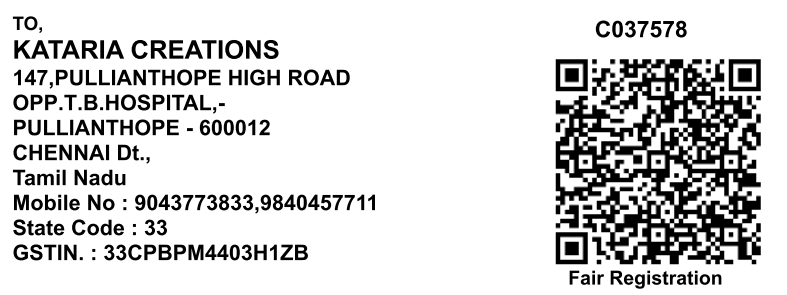 TO,
KATARIA CREATIONS
147,PULLIANTHOPE HIGH ROAD
OPP.T.B.HOSPITAL,-
PULLIANTHOPE - 600012
CHENNAI Dt.,
Tamil Nadu
Mobile No : 9043773833,9840457711
State Code : 33
GSTIN. : 33CPBPM4403H1ZB
C037578
Fair Registration